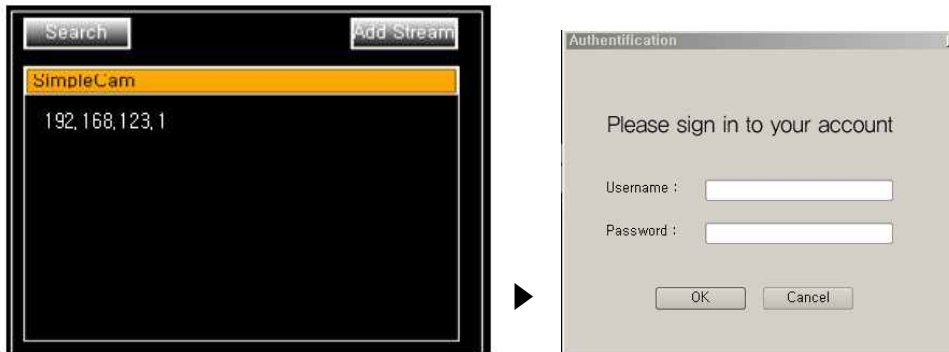 Search
Add Stream
SimpleCam
192,168,123,1
Authentification
Please sign in to your account
Username :
Password :
OK
Cancel